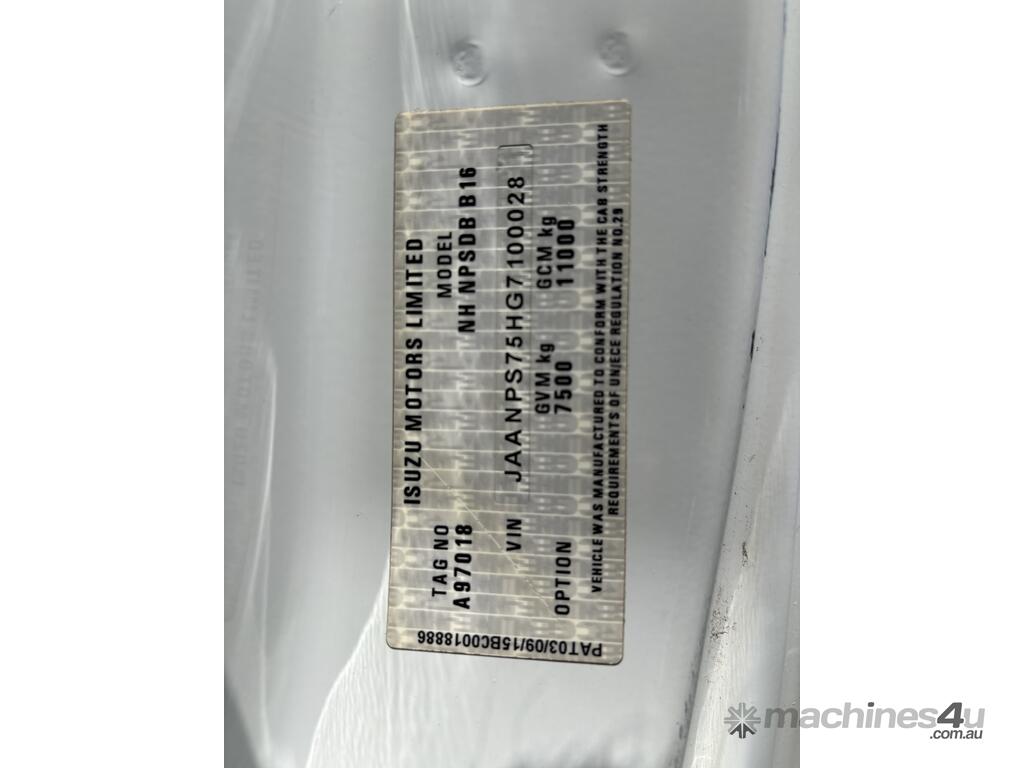 ISUZU MOTORS LIMITED
TAG NO MODEL
A97018 NH NPSDB B16
VIN JAANPS75HG7100028
GVM kg GCM kg
OPTION 7500 11000
VEHICLE WAS MANUFACTURED TO CONFORM WITH THE CAB STRENGTH
REQUIREMENTS OF UN/ECE REGULATION NO.29
PAT03/09/15BC0018886
machines4u
.com.au